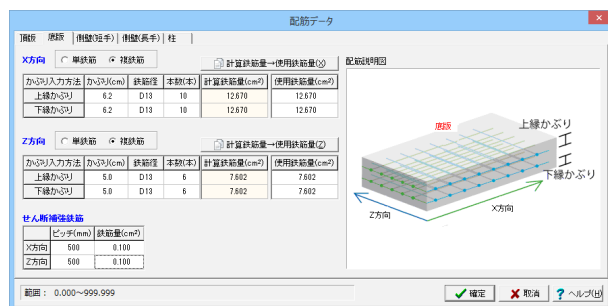 配筋データ
頂版 底版 側壁(短手) 側壁(長手) 柱
X方向 単鉄筋 複鉄筋 計算鉄筋量→使用鉄筋量(X)
かぶり入力方法 かぶり(cm) 鉄筋径 本数(本) 計算鉄筋量(cm²) 使用鉄筋量(cm²)
上縁かぶり 6.2 D13 10 12.670 12.670
下縁かぶり 6.2 D13 10 12.670 12.670
Z方向 単鉄筋 複鉄筋 計算鉄筋量→使用鉄筋量(Z)
かぶり入力方法 かぶり(cm) 鉄筋径 本数(本) 計算鉄筋量(cm²) 使用鉄筋量(cm²)
上縁かぶり 5.0 D13 6 7.602 7.602
下縁かぶり 5.0 D13 6 7.602 7.602
せん断補強鉄筋
ピッチ(mm) 鉄筋量(cm²)
X方向 500 0.100
Z方向 500 0.100
配筋説明図
底版
上縁かぶり
下縁かぶり
Z方向
X方向
範囲： 0.000～999.999
確定 取消 ヘルプ(H)